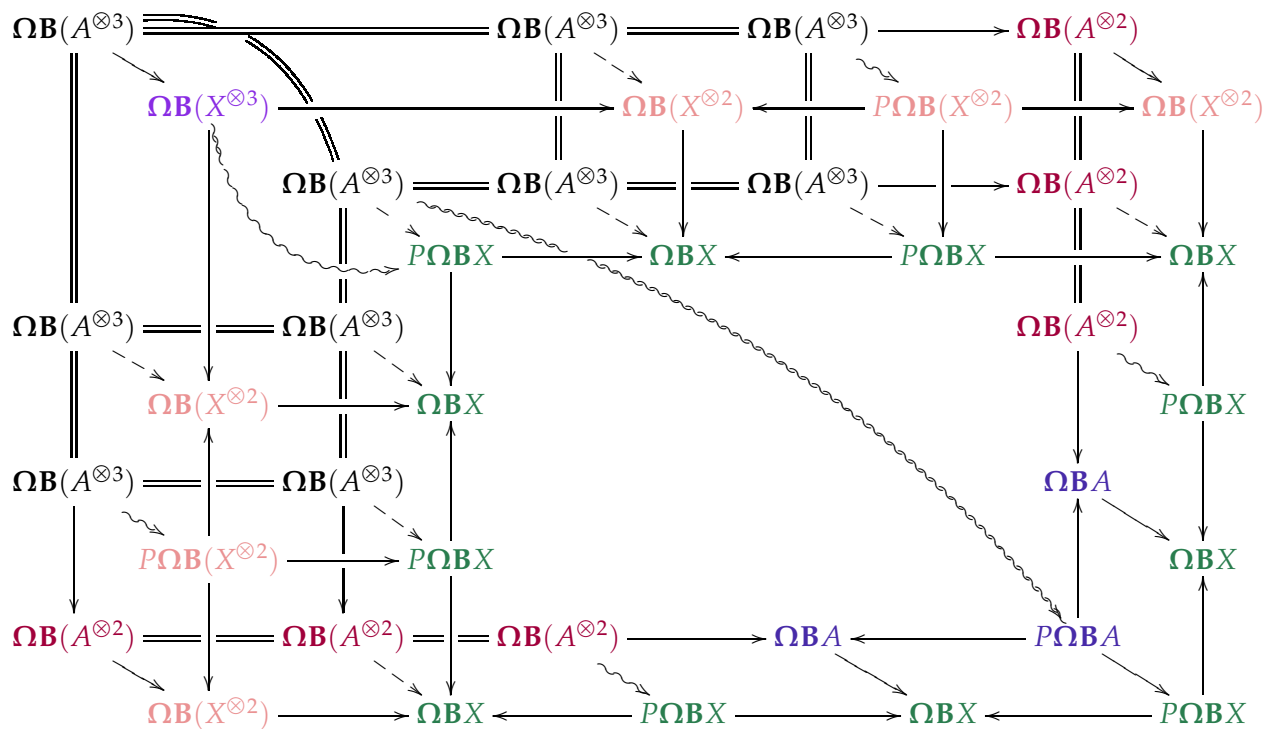 𝛀𝐁(A^{⊗3}) 𝛀𝐁(A^{⊗3}) 𝛀𝐁(A^{⊗3}) 𝛀𝐁(A^{⊗2})
𝛀𝐁(X^{⊗3}) 𝛀𝐁(X^{⊗2}) P𝛀𝐁(X^{⊗2}) 𝛀𝐁(X^{⊗2})
𝛀𝐁(A^{⊗3}) 𝛀𝐁(A^{⊗3}) 𝛀𝐁(A^{⊗3}) 𝛀𝐁(A^{⊗2})
P𝛀𝐁X 𝛀𝐁X P𝛀𝐁X 𝛀𝐁X
𝛀𝐁(A^{⊗3}) 𝛀𝐁(A^{⊗3}) 𝛀𝐁(A^{⊗2})
𝛀𝐁(X^{⊗2}) 𝛀𝐁X P𝛀𝐁X
𝛀𝐁(A^{⊗3}) 𝛀𝐁(A^{⊗3}) 𝛀𝐁A
P𝛀𝐁(X^{⊗2}) P𝛀𝐁X 𝛀𝐁X
𝛀𝐁(A^{⊗2}) 𝛀𝐁(A^{⊗2}) 𝛀𝐁(A^{⊗2}) 𝛀𝐁A P𝛀𝐁A
𝛀𝐁(X^{⊗2}) 𝛀𝐁X P𝛀𝐁X 𝛀𝐁X P𝛀𝐁X